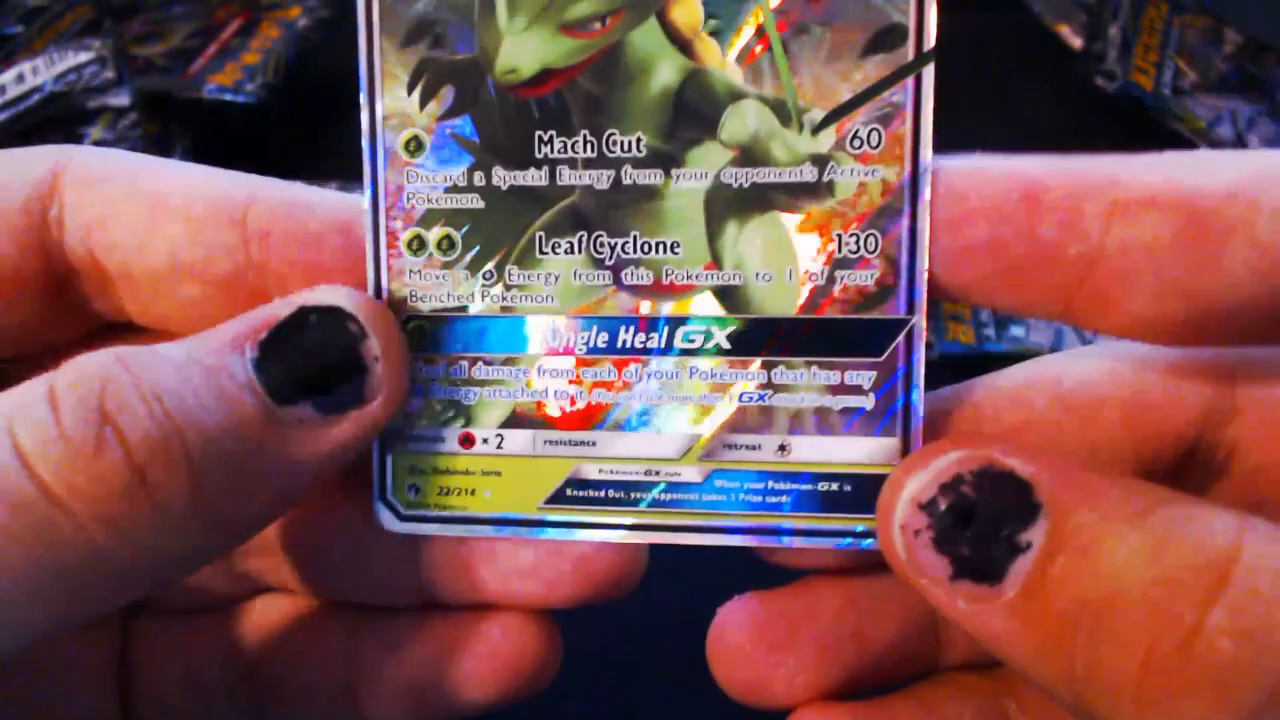 Mach Cut 60
Discard a Special Energy from your opponent's Active
Pokémon.
Leaf Cyclone 130
Move a Energy from this Pokémon to 1 of your
Benched Pokémon
ngle Heal GX
all damage from each of your Pokémon that has any
Energy attached to it. GX
× 2 resistance retreat
Pokémon-GX rule
22/214 When your Pokémon-GX is
Knocked Out, your opponent takes 2 Prize cards